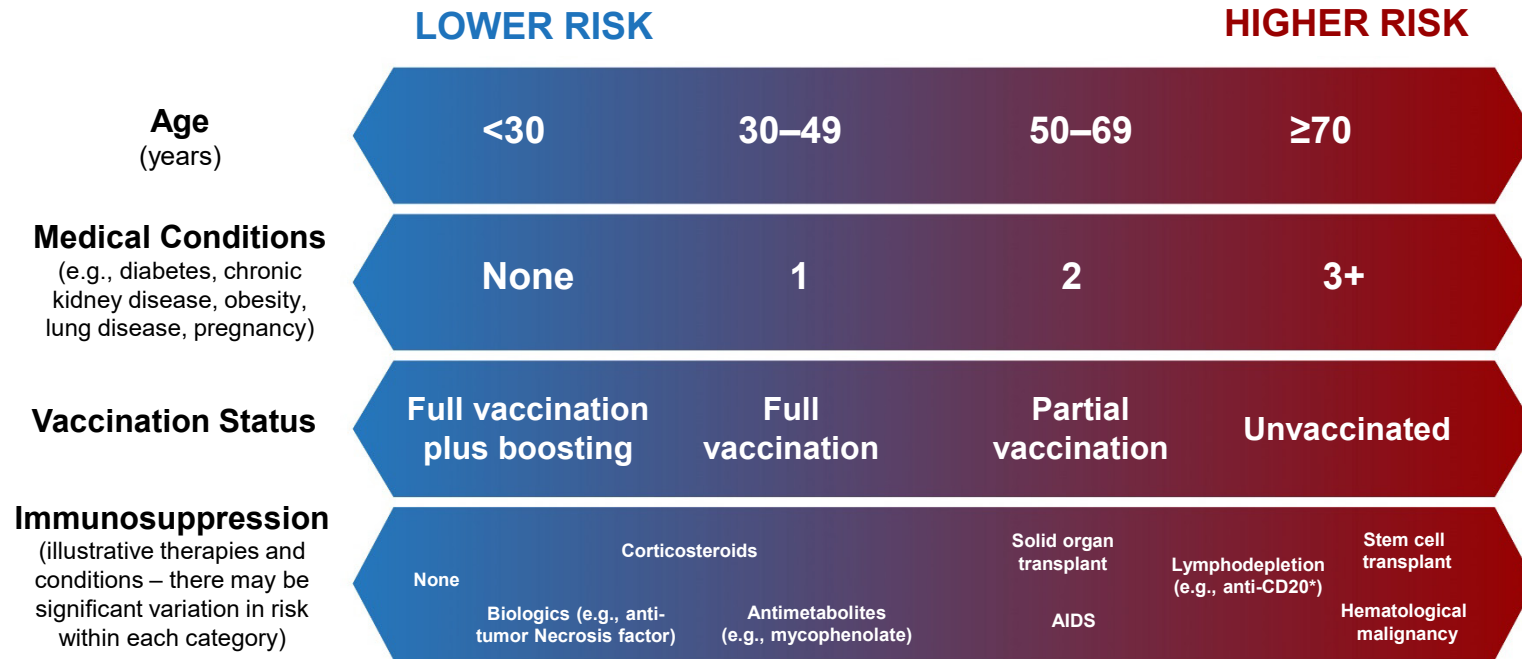 LOWER RISK
HIGHER RISK
Age
(years)
<30
30–49
50–69
≥70
Medical Conditions
(e.g., diabetes, chronic
kidney disease, obesity,
lung disease, pregnancy)
None
1
2
3+
Vaccination Status
Full vaccination
plus boosting
Full
vaccination
Partial
vaccination
Unvaccinated
Immunosuppression
(illustrative therapies and
conditions – there may be
significant variation in risk
within each category)
None
Corticosteroids
Biologics (e.g., anti-
tumor Necrosis factor)
Antimetabolites
(e.g., mycophenolate)
Solid organ
transplant
AIDS
Lymphodepletion
(e.g., anti-CD20*)
Stem cell
transplant
Hematological
malignancy